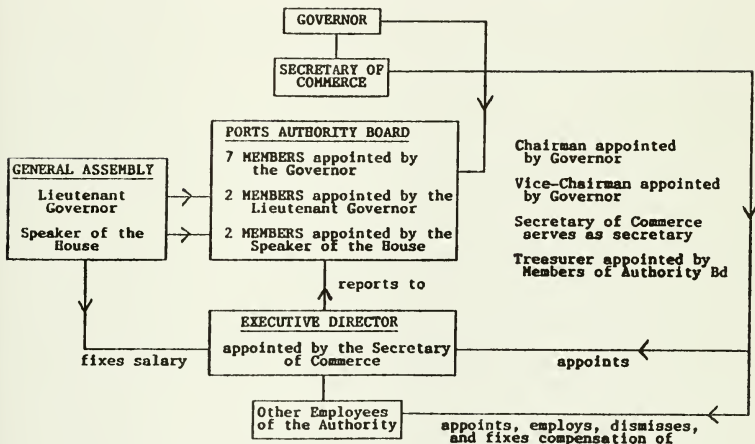 GOVERNOR
SECRETARY OF
COMMERCE
PORTS AUTHORITY BOARD
7 MEMBERS appointed by
the Governor
2 MEMBERS appointed by the
Lieutenant Governor
2 MEMBERS appointed by the
Speaker of the House
GENERAL ASSEMBLY
Lieutenant
Governor
Speaker of the
House
Chairman appointed
by Governor
Vice-Chairman appointed
by Governor
Secretary of Commerce
serves as secretary
Treasurer appointed by
Members of Authority Bd
reports to
EXECUTIVE DIRECTOR
appointed by the Secretary
of Commerce
fixes salary
appoints
Other Employees
of the Authority
appoints, employs, dismisses,
and fixes compensation of